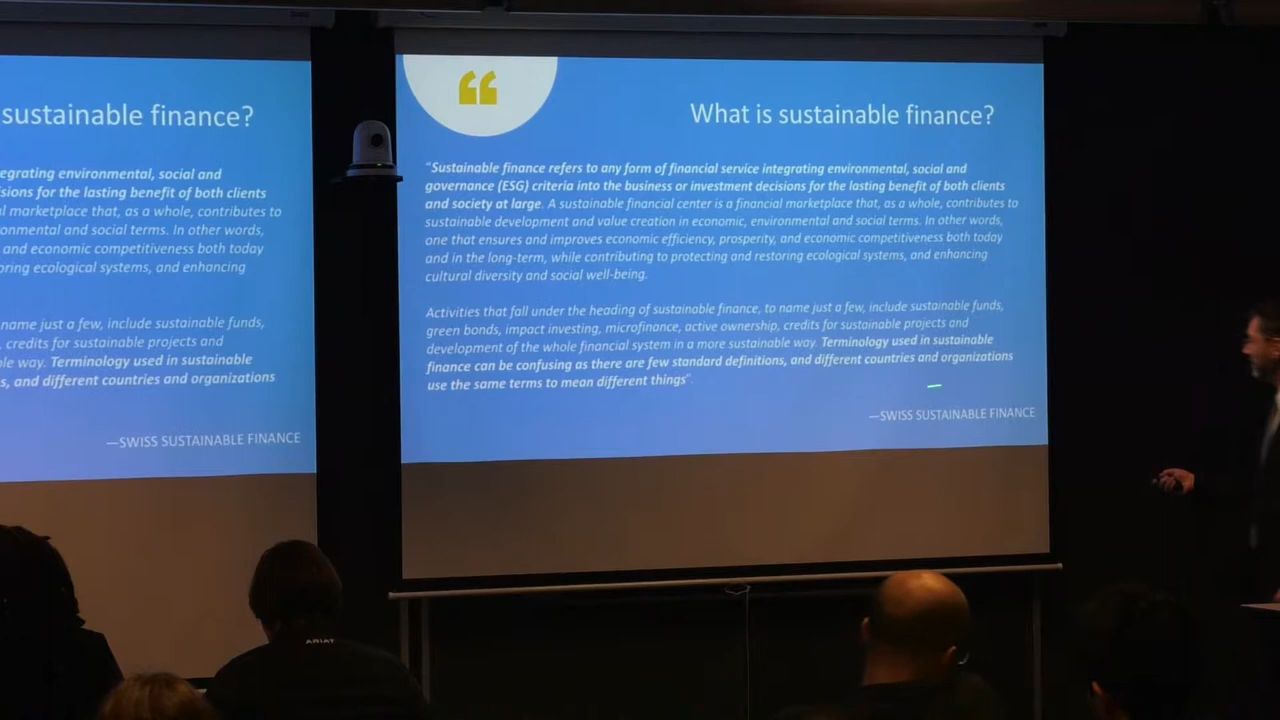 sustainable finance?
egrating environmental, social and
isions for the lasting benefit of both clients
al marketplace that, as a whole, contributes to
onmental and social terms. In other words,
and economic competitiveness both today
oring ecological systems, and enhancing
name just a few, include sustainable funds,
, credits for sustainable projects and
ble way. Terminology used in sustainable
s, and different countries and organizations
—SWISS SUSTAINABLE FINANCE
What is sustainable finance?
“Sustainable finance refers to any form of financial service integrating environmental, social and
governance (ESG) criteria into the business or investment decisions for the lasting benefit of both clients
and society at large. A sustainable financial center is a financial marketplace that, as a whole, contributes to
sustainable development and value creation in economic, environmental and social terms. In other words,
one that ensures and improves economic efficiency, prosperity, and economic competitiveness both today
and in the long-term, while contributing to protecting and restoring ecological systems, and enhancing
cultural diversity and social well-being.
Activities that fall under the heading of sustainable finance, to name just a few, include sustainable funds,
green bonds, impact investing, microfinance, active ownership, credits for sustainable projects and
development of the whole financial system in a more sustainable way. Terminology used in sustainable
finance can be confusing as there are few standard definitions, and different countries and organizations
use the same terms to mean different things”.
—SWISS SUSTAINABLE FINANCE
ARIAT